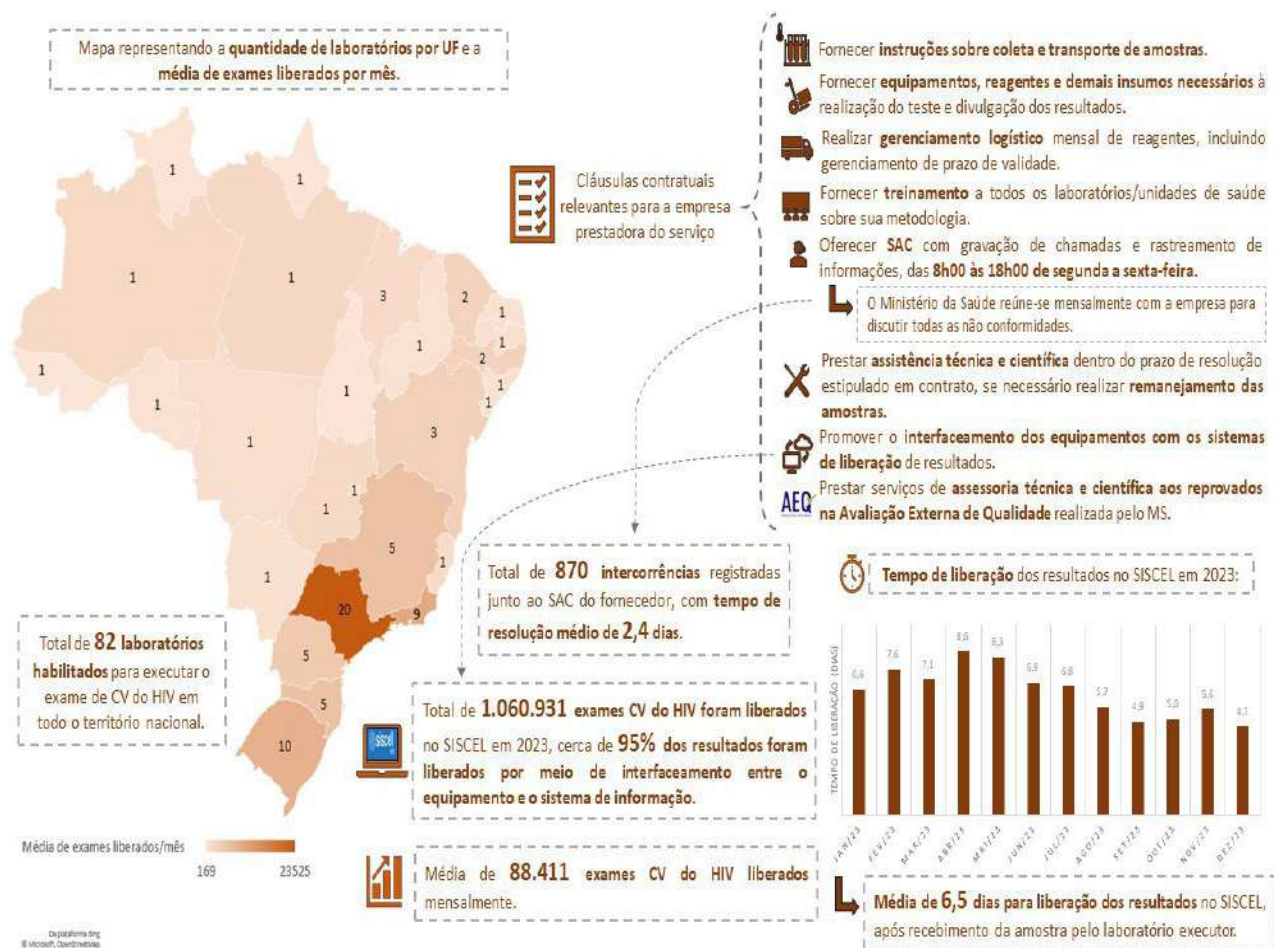 Mapa representando a quantidade de laboratórios por UF e a
média de exames liberados por mês.
1
1
1
1
3
2
1
1
2
1
1
1
1
1
1
3
1
1
5
1
1
20
9
5
5
10
Total de 82 laboratórios
habilitados para executar o
exame de CV do HIV em
todo o território nacional.
Média de exames liberados/mês
169
23525
Da plataforma Bing
© Microsoft, OpenStreetMap
Cláusulas contratuais
relevantes para a empresa
prestadora do serviço
Fornecer instruções sobre coleta e transporte de amostras.
Fornecer equipamentos, reagentes e demais insumos necessários à
realização do teste e divulgação dos resultados.
Realizar gerenciamento logístico mensal de reagentes, incluindo
gerenciamento de prazo de validade.
Fornecer treinamento a todos os laboratórios/unidades de saúde
sobre sua metodologia.
Oferecer SAC com gravação de chamadas e rastreamento de
informações, das 8h00 às 18h00 de segunda a sexta-feira.
O Ministério da Saúde reúne-se mensalmente com a empresa para
discutir todas as não conformidades.
Prestar assistência técnica e científica dentro do prazo de resolução
estipulado em contrato, se necessário realizar remanejamento das
amostras.
Promover o interfaceamento dos equipamentos com os sistemas
de liberação de resultados.
AEQ
Prestar serviços de assessoria técnica e científica aos reprovados
na Avaliação Externa de Qualidade realizada pelo MS.
Total de 870 intercorrências registradas
junto ao SAC do fornecedor, com tempo de
resolução médio de 2,4 dias.
siscel
Total de 1.060.931 exames CV do HIV foram liberados
no SISCEL em 2023, cerca de 95% dos resultados foram
liberados por meio de interfaceamento entre o
equipamento e o sistema de informação.
Média de 88.411 exames CV do HIV liberados
mensalmente.
Tempo de liberação dos resultados no SISCEL em 2023:
TEMPO DE LIBERAÇÃO (DIAS)
6,6
7,6
7,1
8,6
8,3
6,9
6,8
5,7
4,9
5,0
5,6
4,7
JAN/23
FEV/23
MAR/23
ABR/23
MAI/23
JUN/23
JUL/23
AGO/23
SET/23
OUT/23
NOV/23
DEZ/23
Média de 6,5 dias para liberação dos resultados no SISCEL,
após recebimento da amostra pelo laboratório executor.